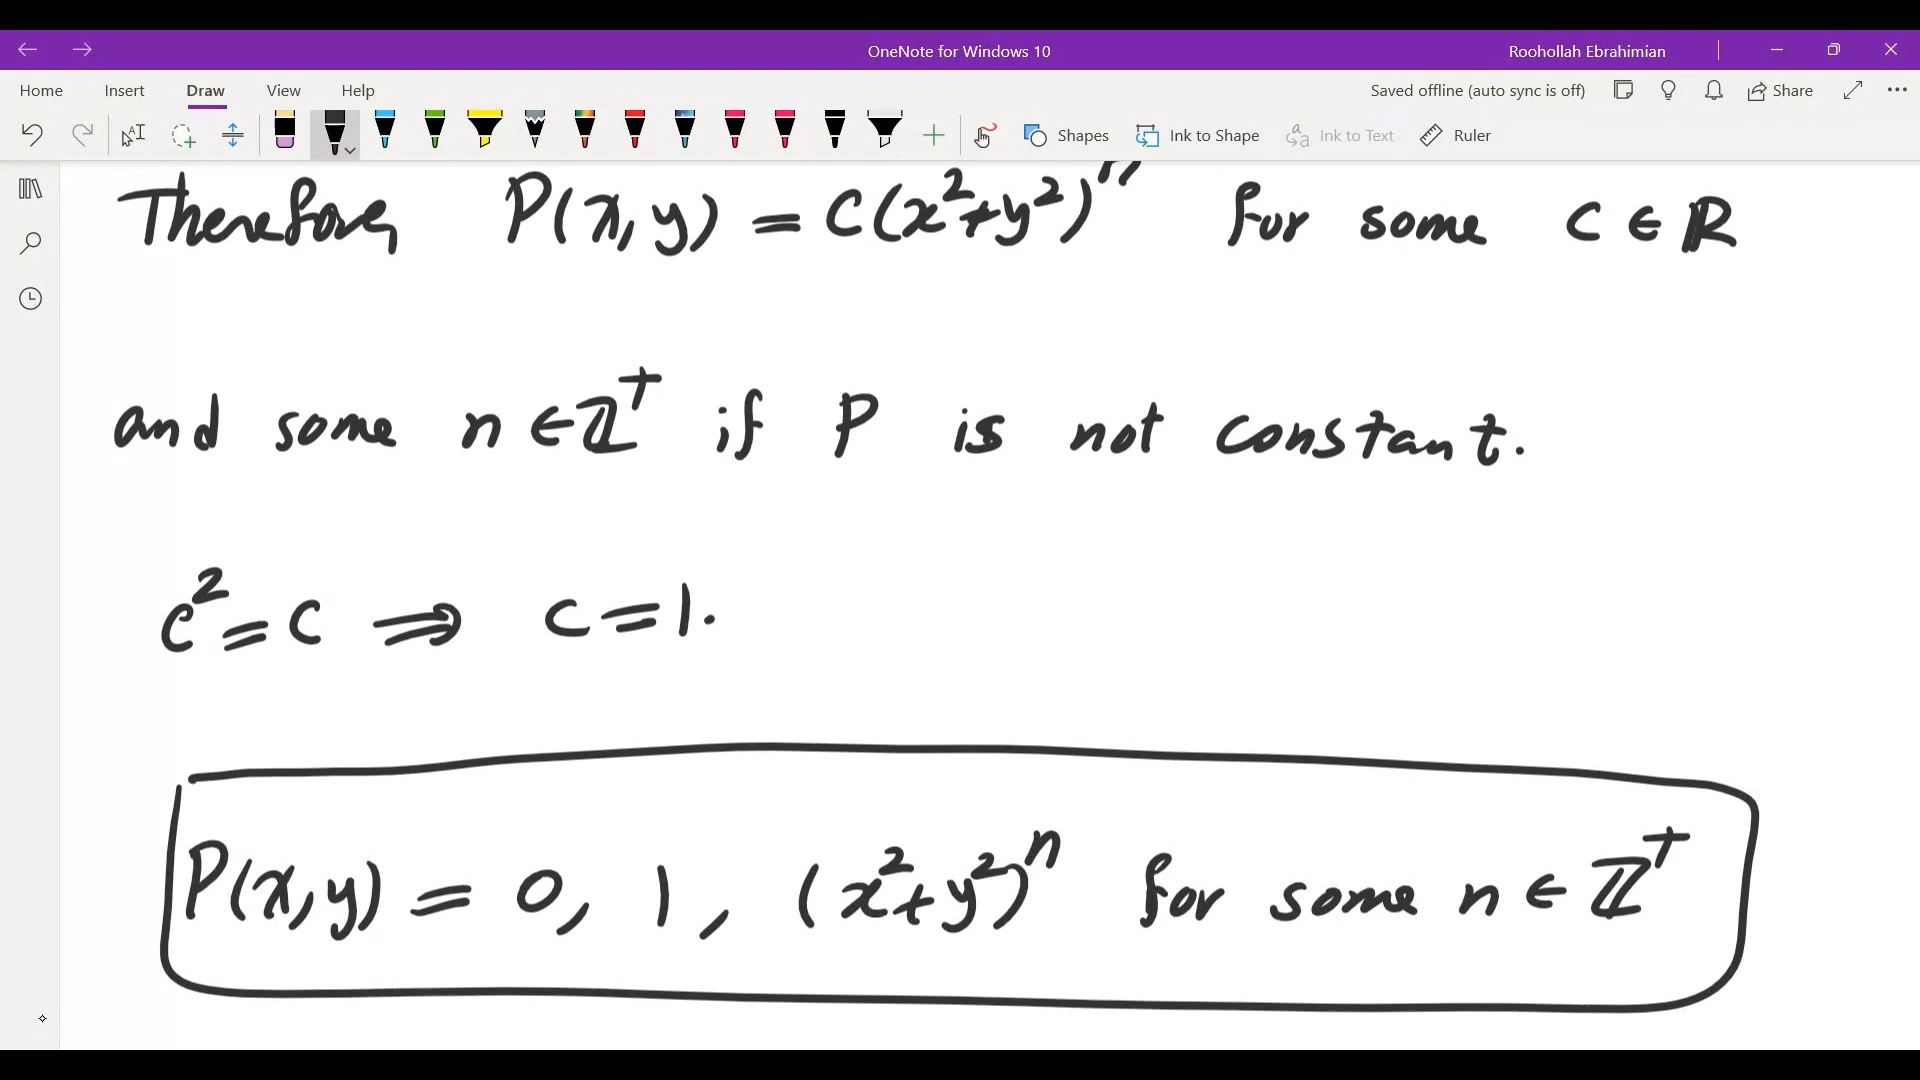 OneNote for Windows 10
Roohollah Ebrahimian
Home Insert Draw View Help
Saved offline (auto sync is off)
Share
Shapes
Ink to Shape
Ink to Text
Ruler
Therefore, P(x,y) = C(x²+y²)ⁿ for some C ∈ ℝ
and some n ∈ ℤ⁺ if P is not constant.
C² = C ⟹ C = 1.
P(x,y) = 0, 1, (x²+y²)ⁿ for some n ∈ ℤ⁺